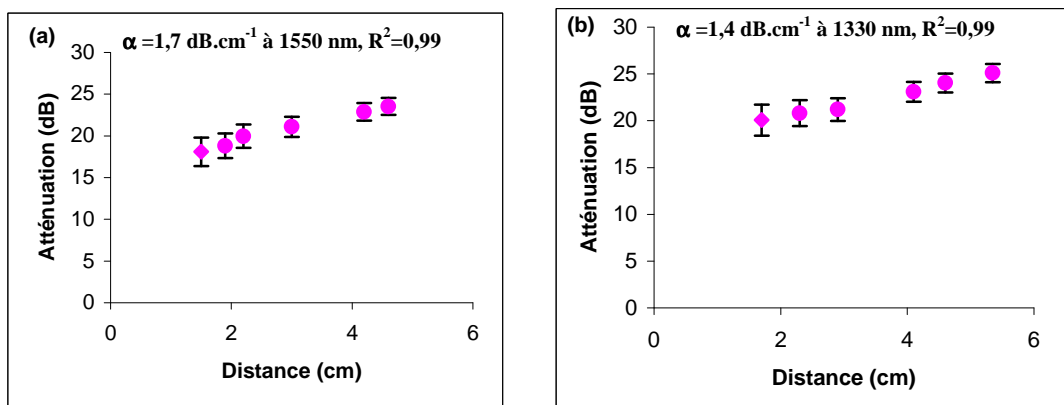 (a)
α =1,7 dB.cm⁻¹ à 1550 nm, R²=0,99
30
25
20
15
10
5
0
Atténuation (dB)
0 2 4 6
Distance (cm)
(b)
α =1,4 dB.cm⁻¹ à 1330 nm, R²=0,99
30
25
20
15
10
5
0
Atténuation (dB)
0 2 4 6
Distance (cm)